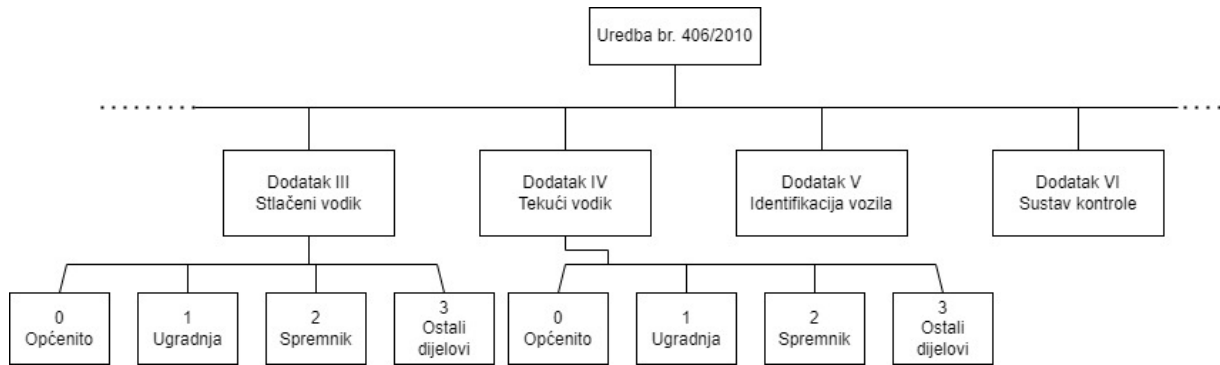 Uredba br. 406/2010
Dodatak III
Stlačeni vodik
Dodatak IV
Tekući vodik
Dodatak V
Identifikacija vozila
Dodatak VI
Sustav kontrole
0
Općenito
1
Ugradnja
2
Spremnik
3
Ostali
dijelovi
0
Općenito
1
Ugradnja
2
Spremnik
3
Ostali
dijelovi